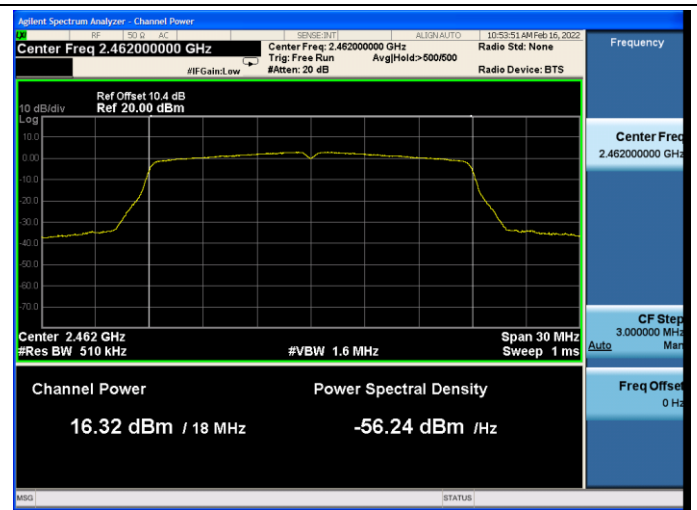 Agilent Spectrum Analyzer - Channel Power
RF 50 Ω AC SENSE:INT ALIGN AUTO 10:53:51 AM Feb 16, 2022
Center Freq 2.462000000 GHz
Center Freq: 2.462000000 GHz
Radio Std: None
Trig: Free Run Avg|Hold:>500/500
#IFGain:Low
#Atten: 20 dB
Radio Device: BTS
Frequency
Ref Offset 10.4 dB
10 dB/div Ref 20.00 dBm
Log
10.0
0.00
-10.0
-20.0
-30.0
-40.0
-50.0
-60.0
-70.0
Center Freq
2.462000000 GHz
Center 2.462 GHz
Span 30 MHz
#Res BW 510 kHz
#VBW 1.6 MHz
Sweep 1 ms
CF Step
3.000000 MHz
Auto Man
Channel Power
Power Spectral Density
16.32 dBm / 18 MHz
-56.24 dBm /Hz
Freq Offset
0 Hz
MSG
STATUS